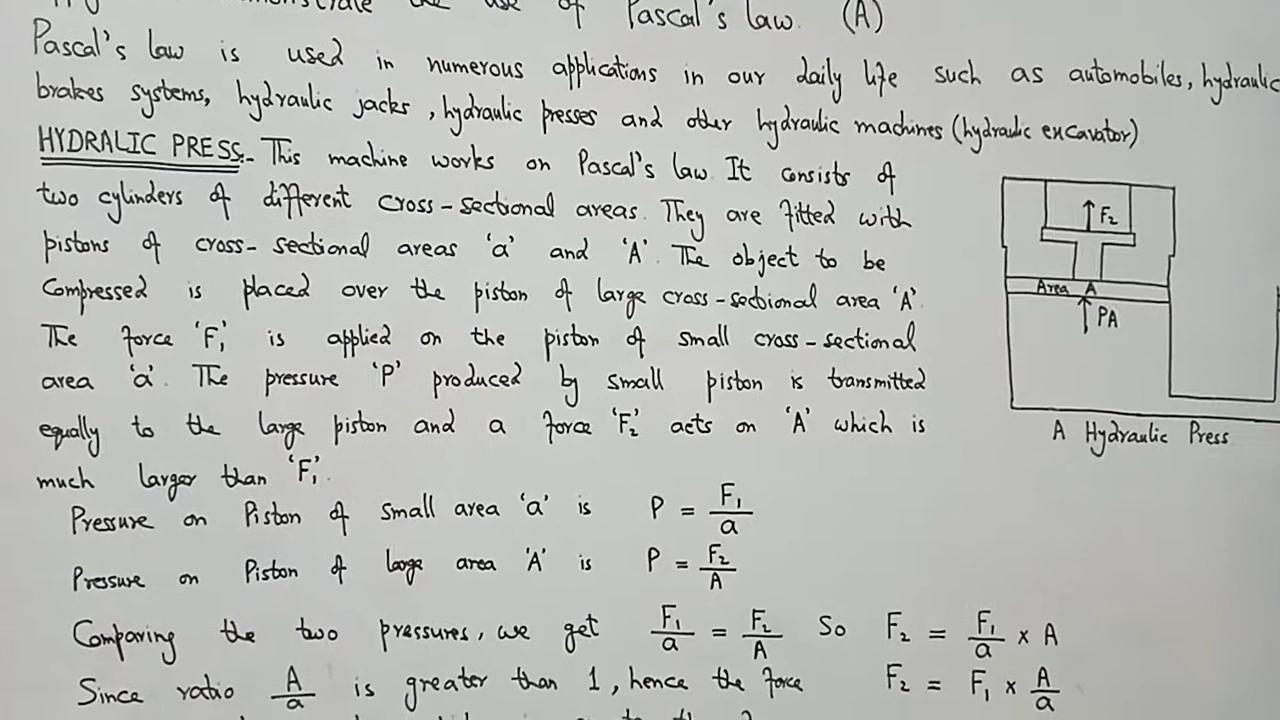 the use of Pascal's law. (A)
Pascal's law is used in numerous applications in our daily life such as automobiles, hydraulic
brakes systems, hydraulic jacks, hydraulic presses and other hydraulic machines (hydraulic excavator)
HYDRALIC PRESS:- This machine works on Pascal's law. It consists of
two cylinders of different cross-sectional areas. They are fitted with
pistons of cross-sectional areas 'a' and 'A'. The object to be
Compressed is placed over the piston of large cross-sectional area 'A'.
The force 'F₁' is applied on the piston of small cross-sectional
area 'a'. The pressure 'P' produced by small piston is transmitted
equally to the large piston and a force 'F₂' acts on 'A' which is
much larger than 'F₁'.
F₂
Area A
PA
A Hydraulic Press
Pressure on Piston of small area 'a' is P = F₁/a
Pressure on Piston of large area 'A' is P = F₂/A
Comparing the two pressures, we get F₁/a = F₂/A So F₂ = F₁/a × A
Since ratio A/a is greater than 1, hence the force F₂ = F₁ × A/a